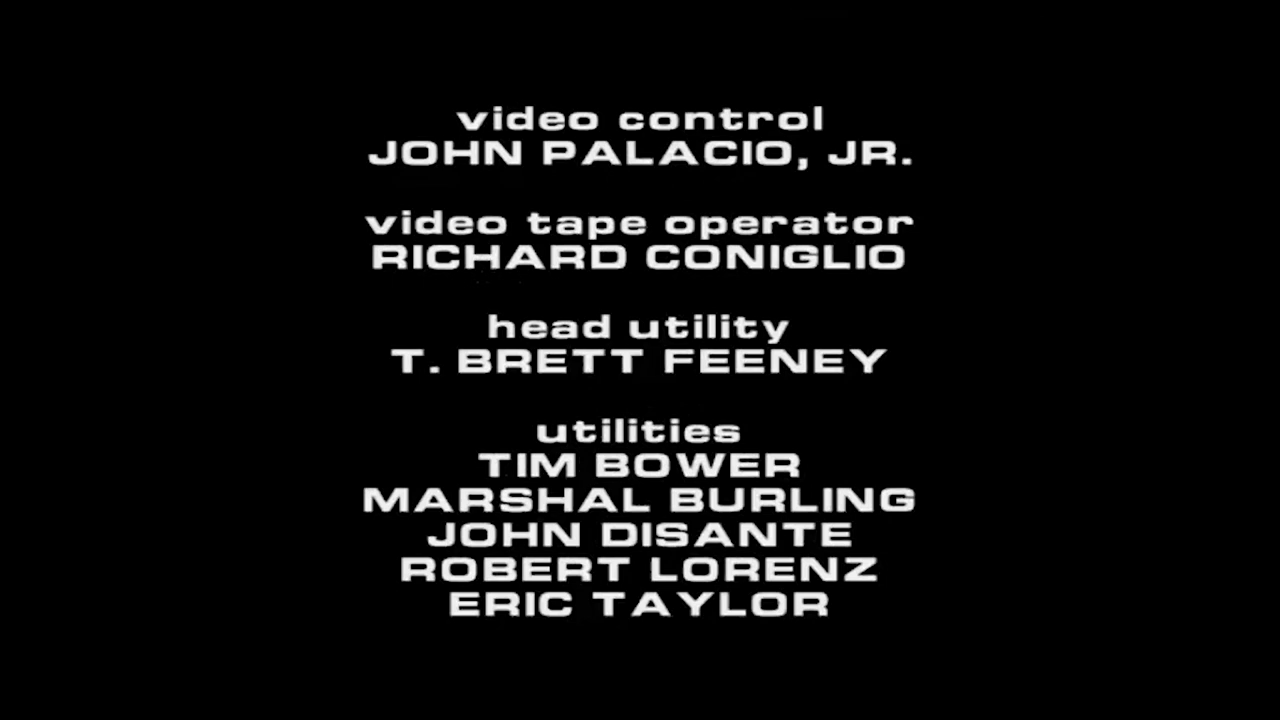 video control
JOHN PALACIO, JR.
video tape operator
RICHARD CONIGLIO
head utility
T. BRETT FEENEY
utilities
TIM BOWER
MARSHAL BURLING
JOHN DISANTE
ROBERT LORENZ
ERIC TAYLOR